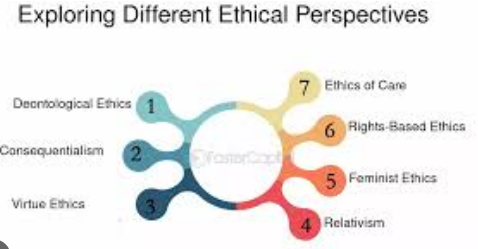 Exploring Different Ethical Perspectives
1 Deontological Ethics
2 Consequentialism
3 Virtue Ethics
4 Relativism
5 Feminist Ethics
6 Rights-Based Ethics
7 Ethics of Care